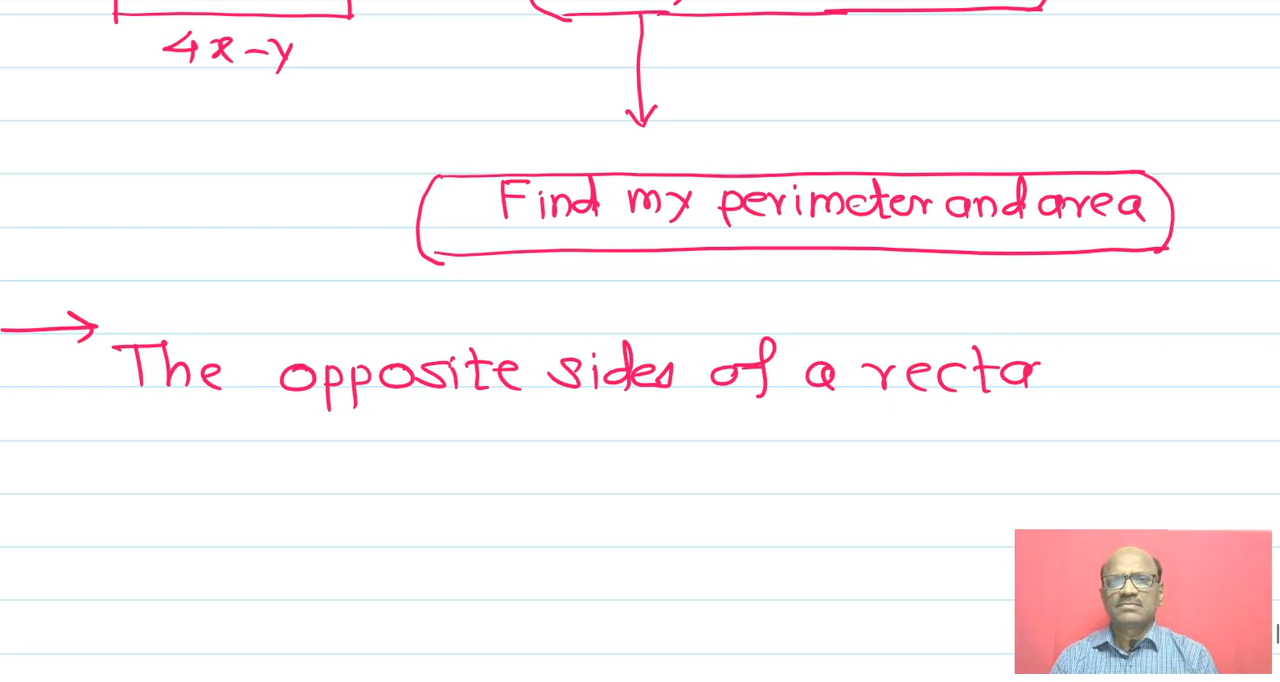 4x-y
Find my perimeter and area
The opposite sides of a recta